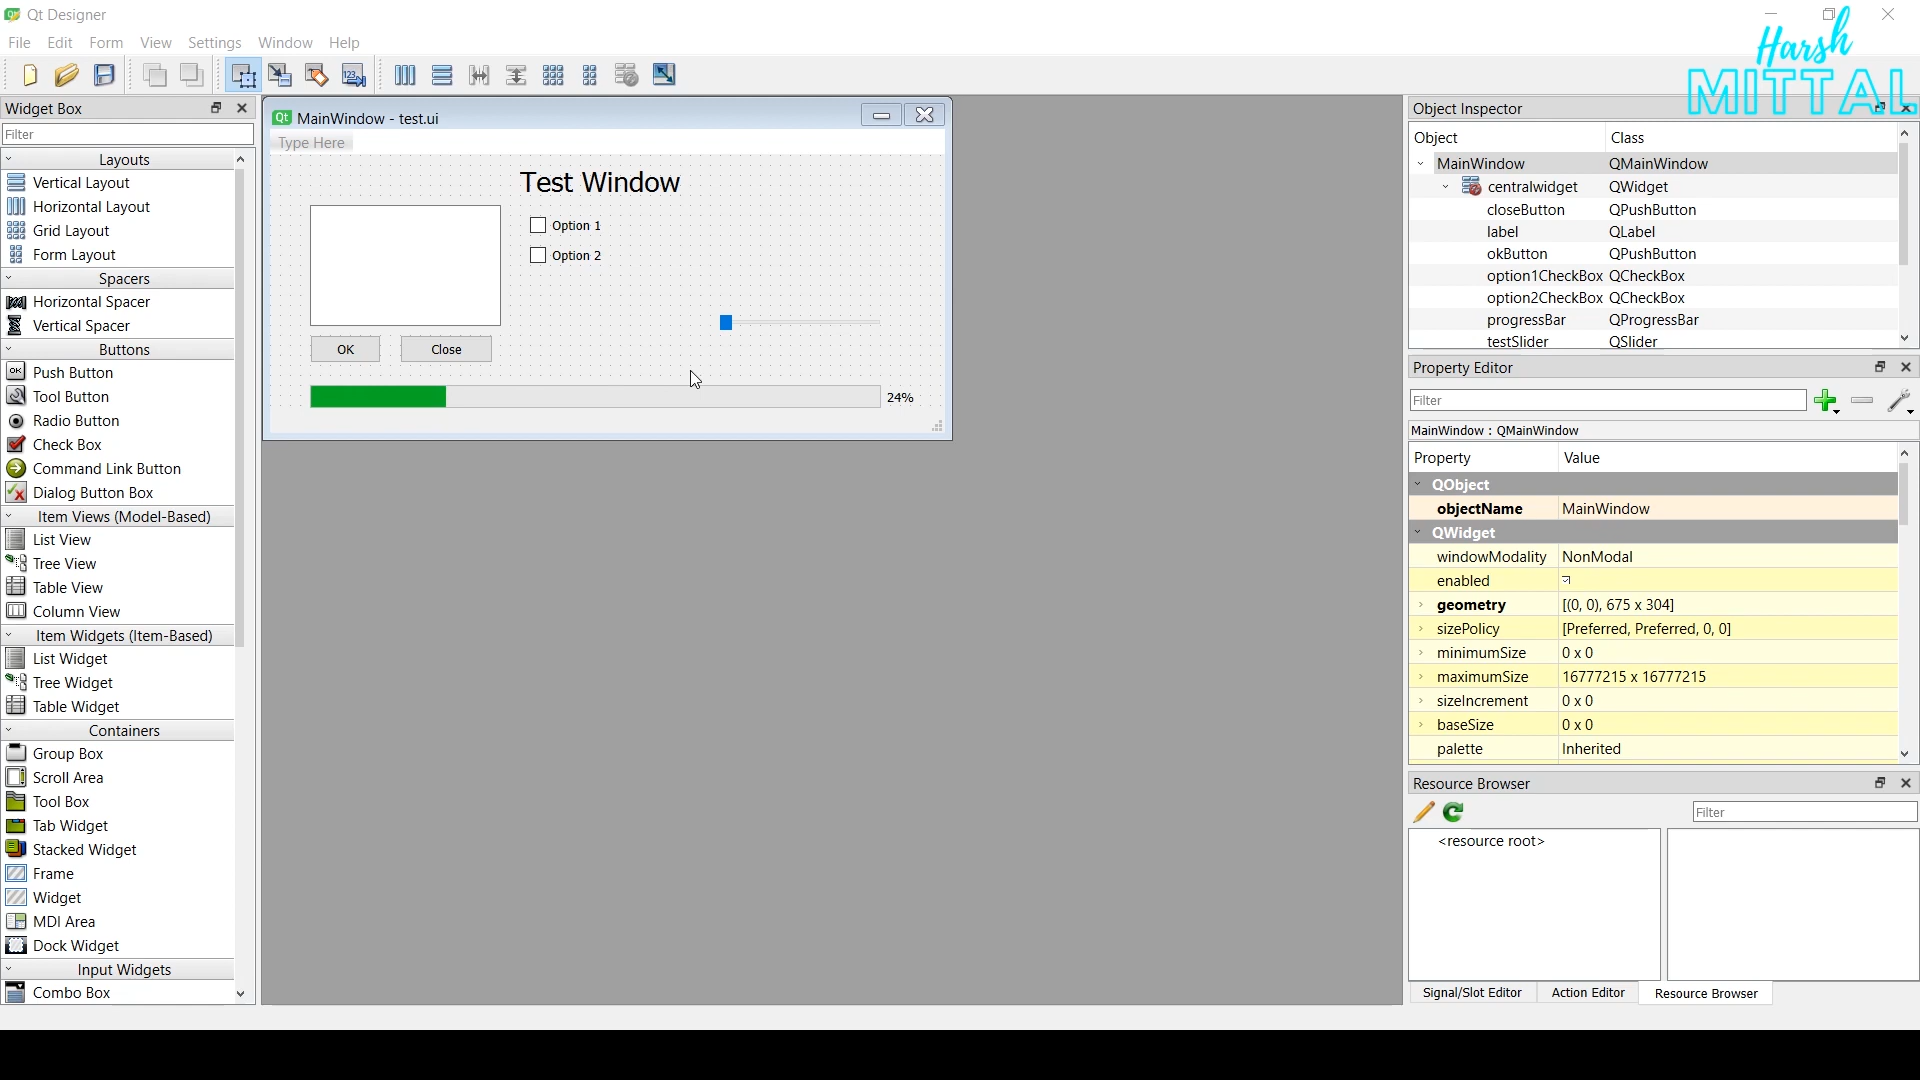 Qt Designer
File Edit Form View Settings Window Help
Harsh
MITTAL
Widget Box
Filter
Layouts
Vertical Layout
Horizontal Layout
Grid Layout
Form Layout
Spacers
Horizontal Spacer
Vertical Spacer
Buttons
OK Push Button
Tool Button
Radio Button
Check Box
Command Link Button
Dialog Button Box
Item Views (Model-Based)
List View
Tree View
Table View
Column View
Item Widgets (Item-Based)
List Widget
Tree Widget
Table Widget
Containers
Group Box
Scroll Area
Tool Box
Tab Widget
Stacked Widget
Frame
Widget
MDI Area
Dock Widget
Input Widgets
Combo Box
Qt MainWindow - test.ui
Type Here
Test Window
Option 1
Option 2
OK Close
24%
Object Inspector
Object Class
MainWindow QMainWindow
centralwidget QWidget
closeButton QPushButton
label QLabel
okButton QPushButton
option1CheckBox QCheckBox
option2CheckBox QCheckBox
progressBar QProgressBar
testSlider QSlider
Property Editor
Filter
MainWindow : QMainWindow
Property Value
QObject
objectName MainWindow
QWidget
windowModality NonModal
enabled
geometry [(0, 0), 675 x 304]
sizePolicy [Preferred, Preferred, 0, 0]
minimumSize 0 x 0
maximumSize 16777215 x 16777215
sizeIncrement 0 x 0
baseSize 0 x 0
palette Inherited
Resource Browser
Filter
<resource root>
Signal/Slot Editor Action Editor Resource Browser